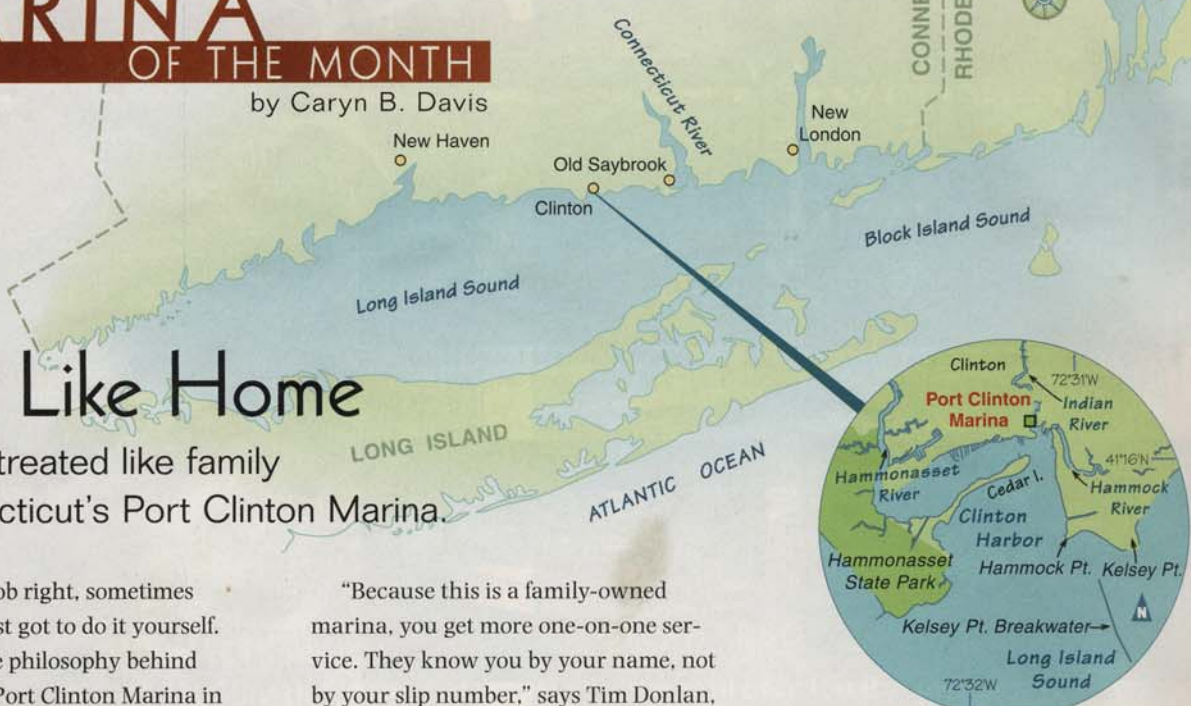 RINA
OF THE MONTH
by Caryn B. Davis
CONNE
RHODE
Connecticut River
New Haven
Old Saybrook
New
London
Clinton
Block Island Sound
Long Island Sound
LONG ISLAND
ATLANTIC OCEAN
Like Home
treated like family
cticut's Port Clinton Marina.
ob right, sometimes
st got to do it yourself.
e philosophy behind
Port Clinton Marina in
"Because this is a family-owned
marina, you get more one-on-one ser-
vice. They know you by your name, not
by your slip number," says Tim Donlan,
Clinton
72°31'W
Port Clinton
Marina
Indian
River
41°16'N
Hammonasset
River
Cedar I.
Hammock
River
Clinton
Harbor
Hammonasset
State Park
Hammock Pt.
Kelsey Pt.
Kelsey Pt. Breakwater
N
Long Island
Sound
72°32'W